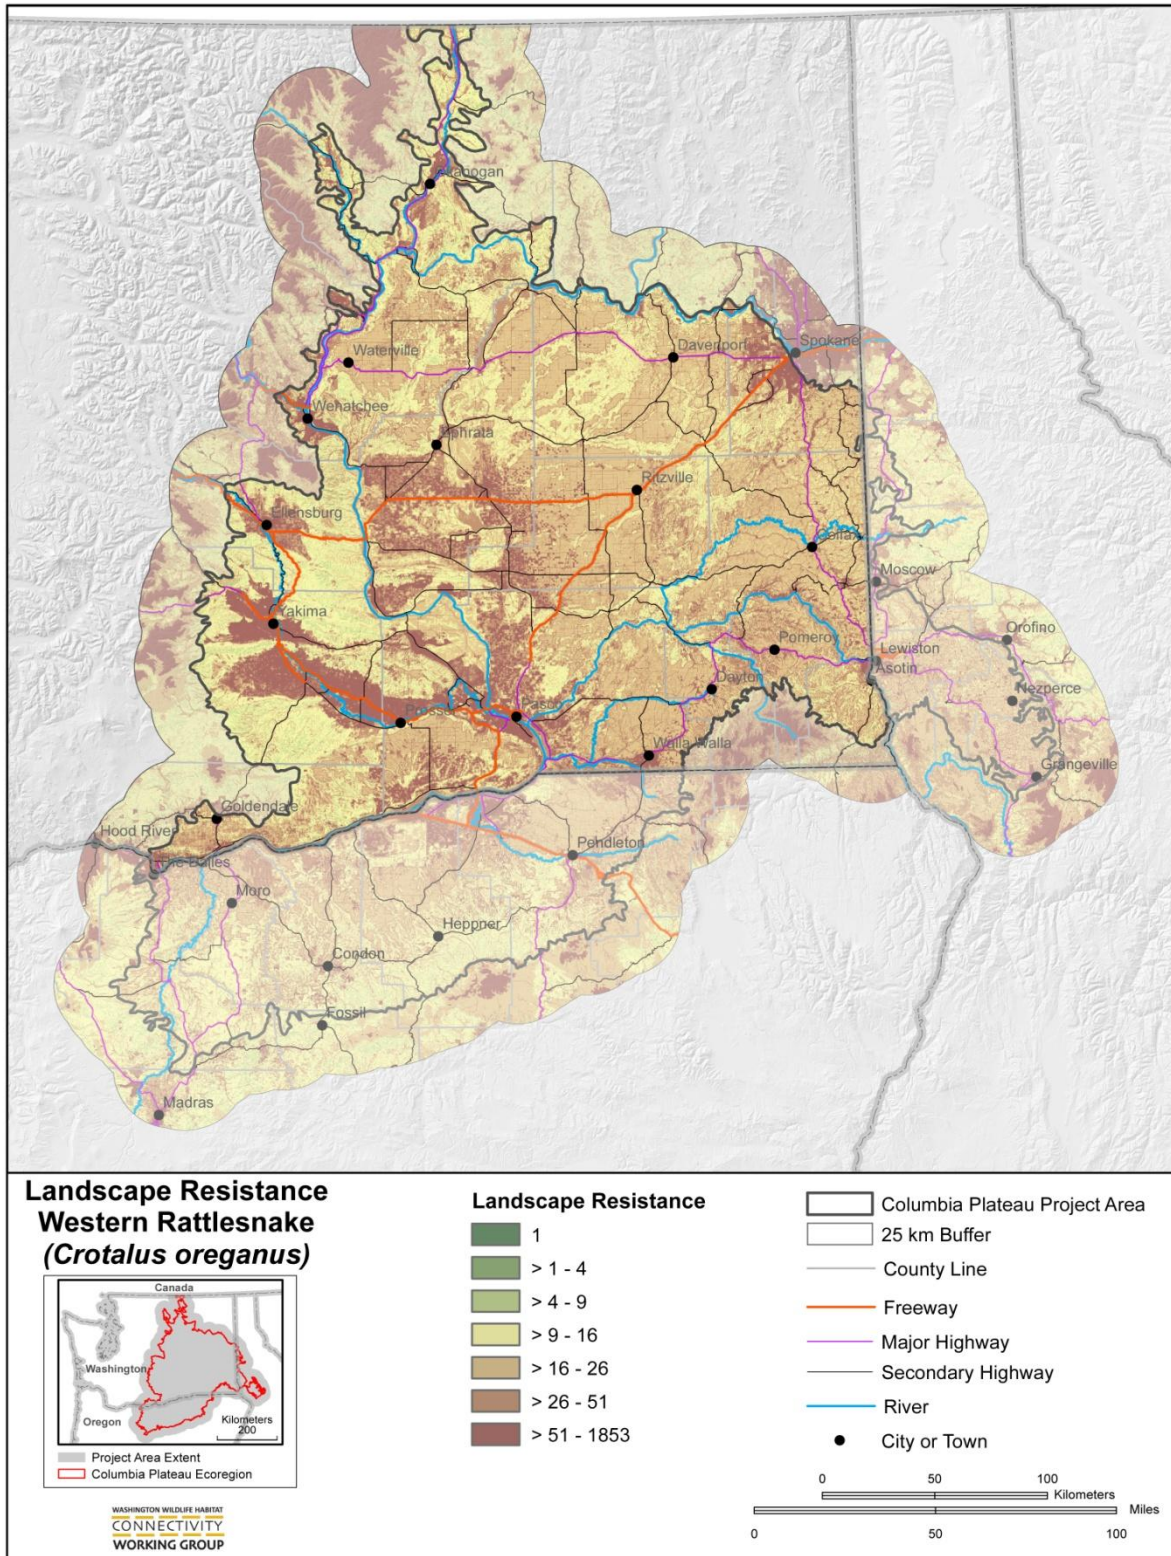 Okanogan
Waterville
Davenport
Spokane
Wenatchee
Ephrata
Ritzville
Ellensburg
Colfax
Moscow
Yakima
Orofino
Pomeroy
Lewiston
Asotin
Dayton
Nezperce
Pasco
Prosser
Walla Walla
Grangeville
Goldendale
Hood River
Pendleton
The Dalles
Moro
Heppner
Condon
Fossil
Madras
Landscape Resistance
Western Rattlesnake
(Crotalus oreganus)
Canada
Washington
Oregon
Kilometers
200
Project Area Extent
Columbia Plateau Ecoregion
WASHINGTON WILDLIFE HABITAT
CONNECTIVITY
WORKING GROUP
Landscape Resistance
1
> 1 - 4
> 4 - 9
> 9 - 16
> 16 - 26
> 26 - 51
> 51 - 1853
Columbia Plateau Project Area
25 km Buffer
County Line
Freeway
Major Highway
Secondary Highway
River
City or Town
0 50 100
Kilometers
Miles
0 50 100